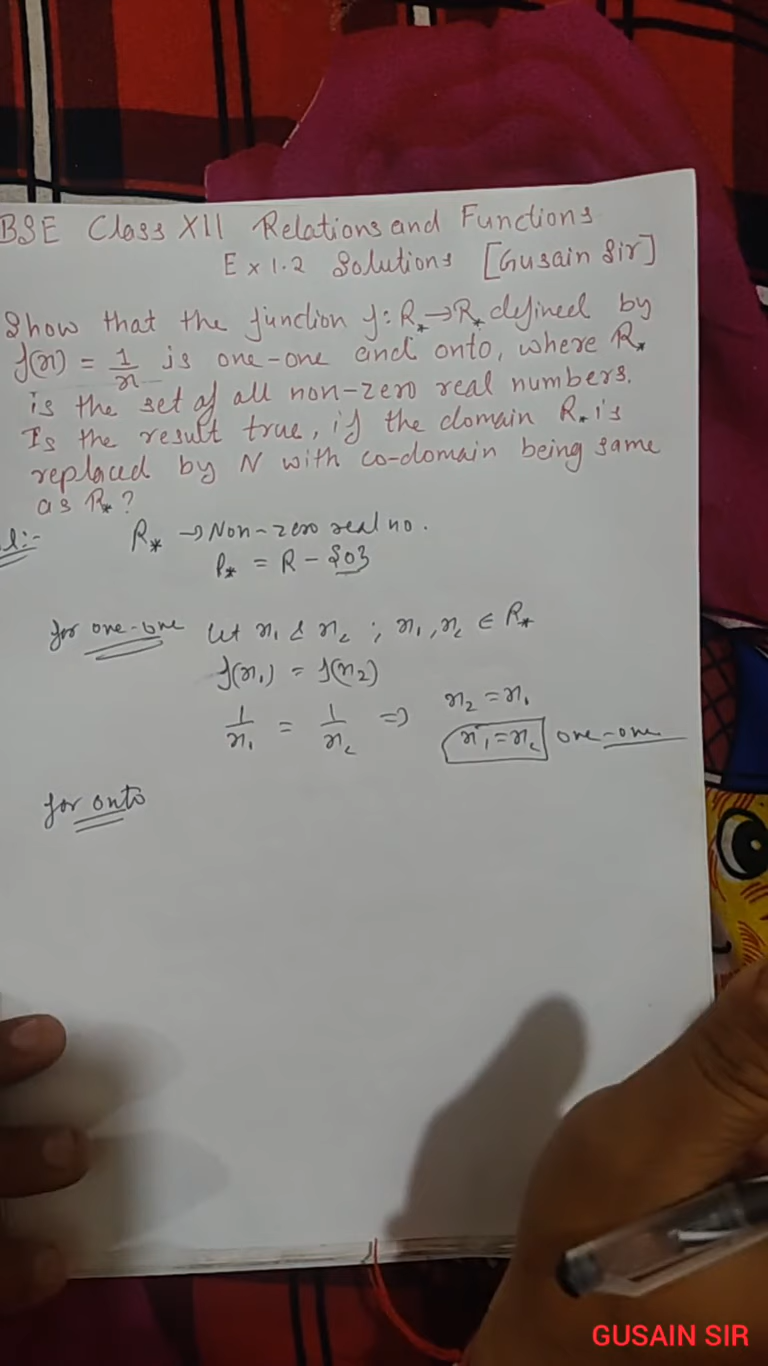 BSE Class XII Relations and Functions
Ex 1.2 Solutions [Gusain Sir]
Show that the function f: R* → R* defined by
f(x) = 1/x is one-one and onto, where R*
is the set of all non-zero real numbers.
Is the result true, if the domain R* is
replaced by N with co-domain being same
as R*?
R* → Non-zero real no.
R* = R - {0}
for one-one Let x₁ & x₂ ; x₁, x₂ ∈ R*
f(x₁) = f(x₂)
1/x₁ = 1/x₂ => x₂ = x₁
x₁ = x₂ one-one
for onto
GUSAIN SIR